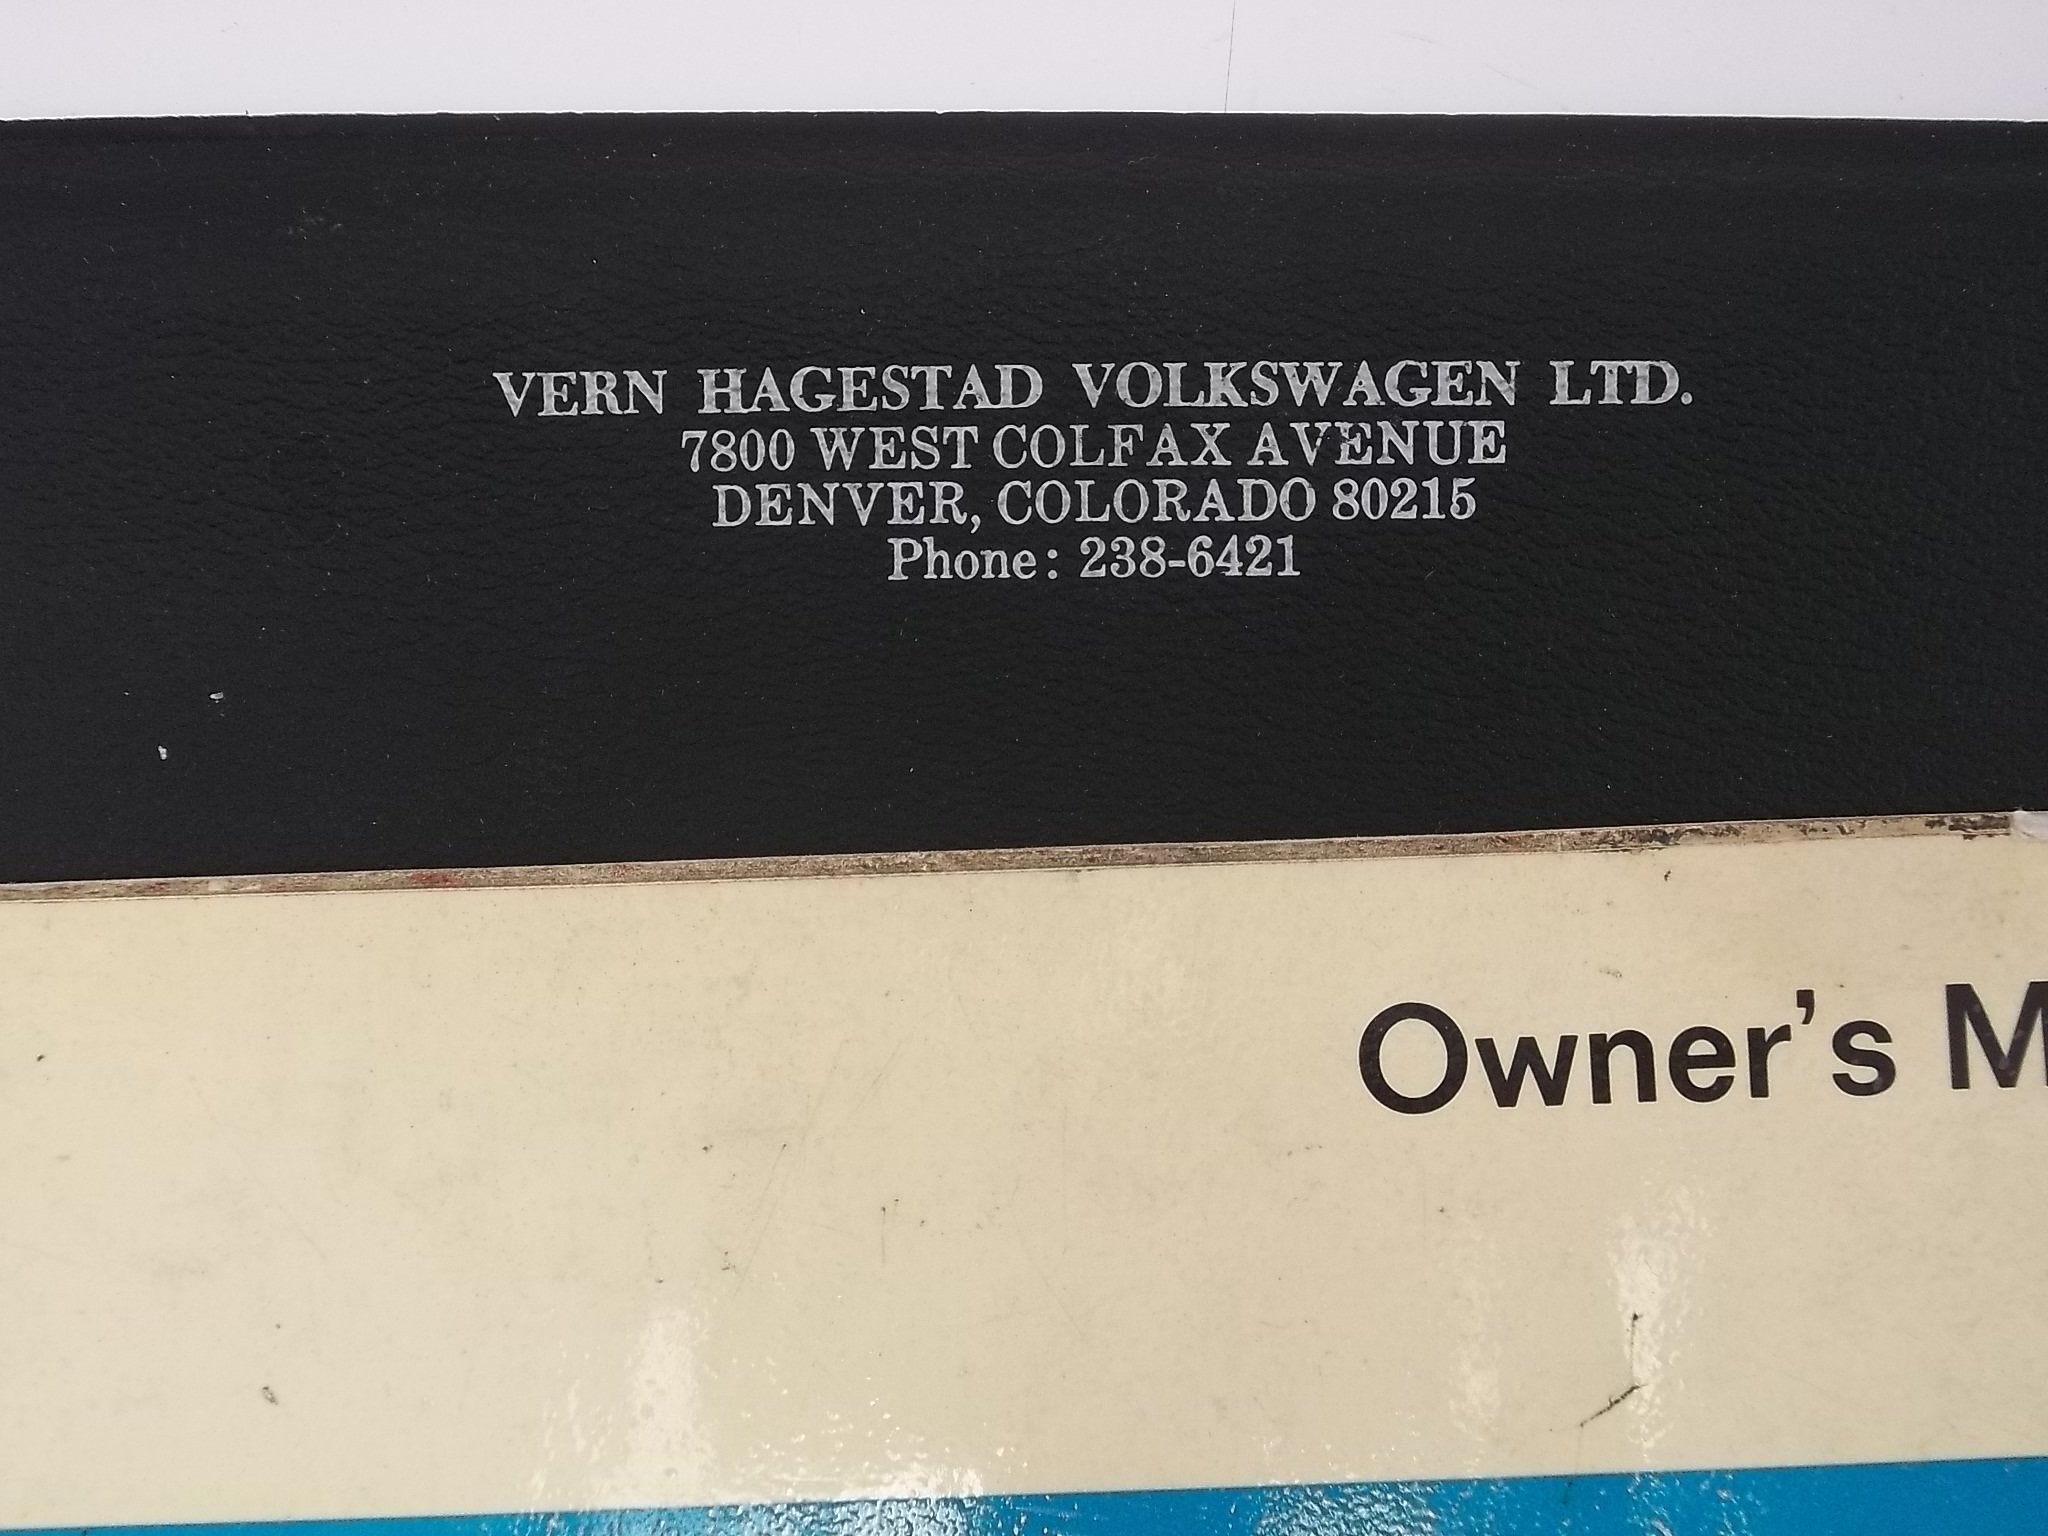 VERN HAGESTAD VOLKSWAGEN LTD.
7800 WEST COLFAX AVENUE
DENVER, COLORADO 80215
Phone: 238-6421
Owner's M